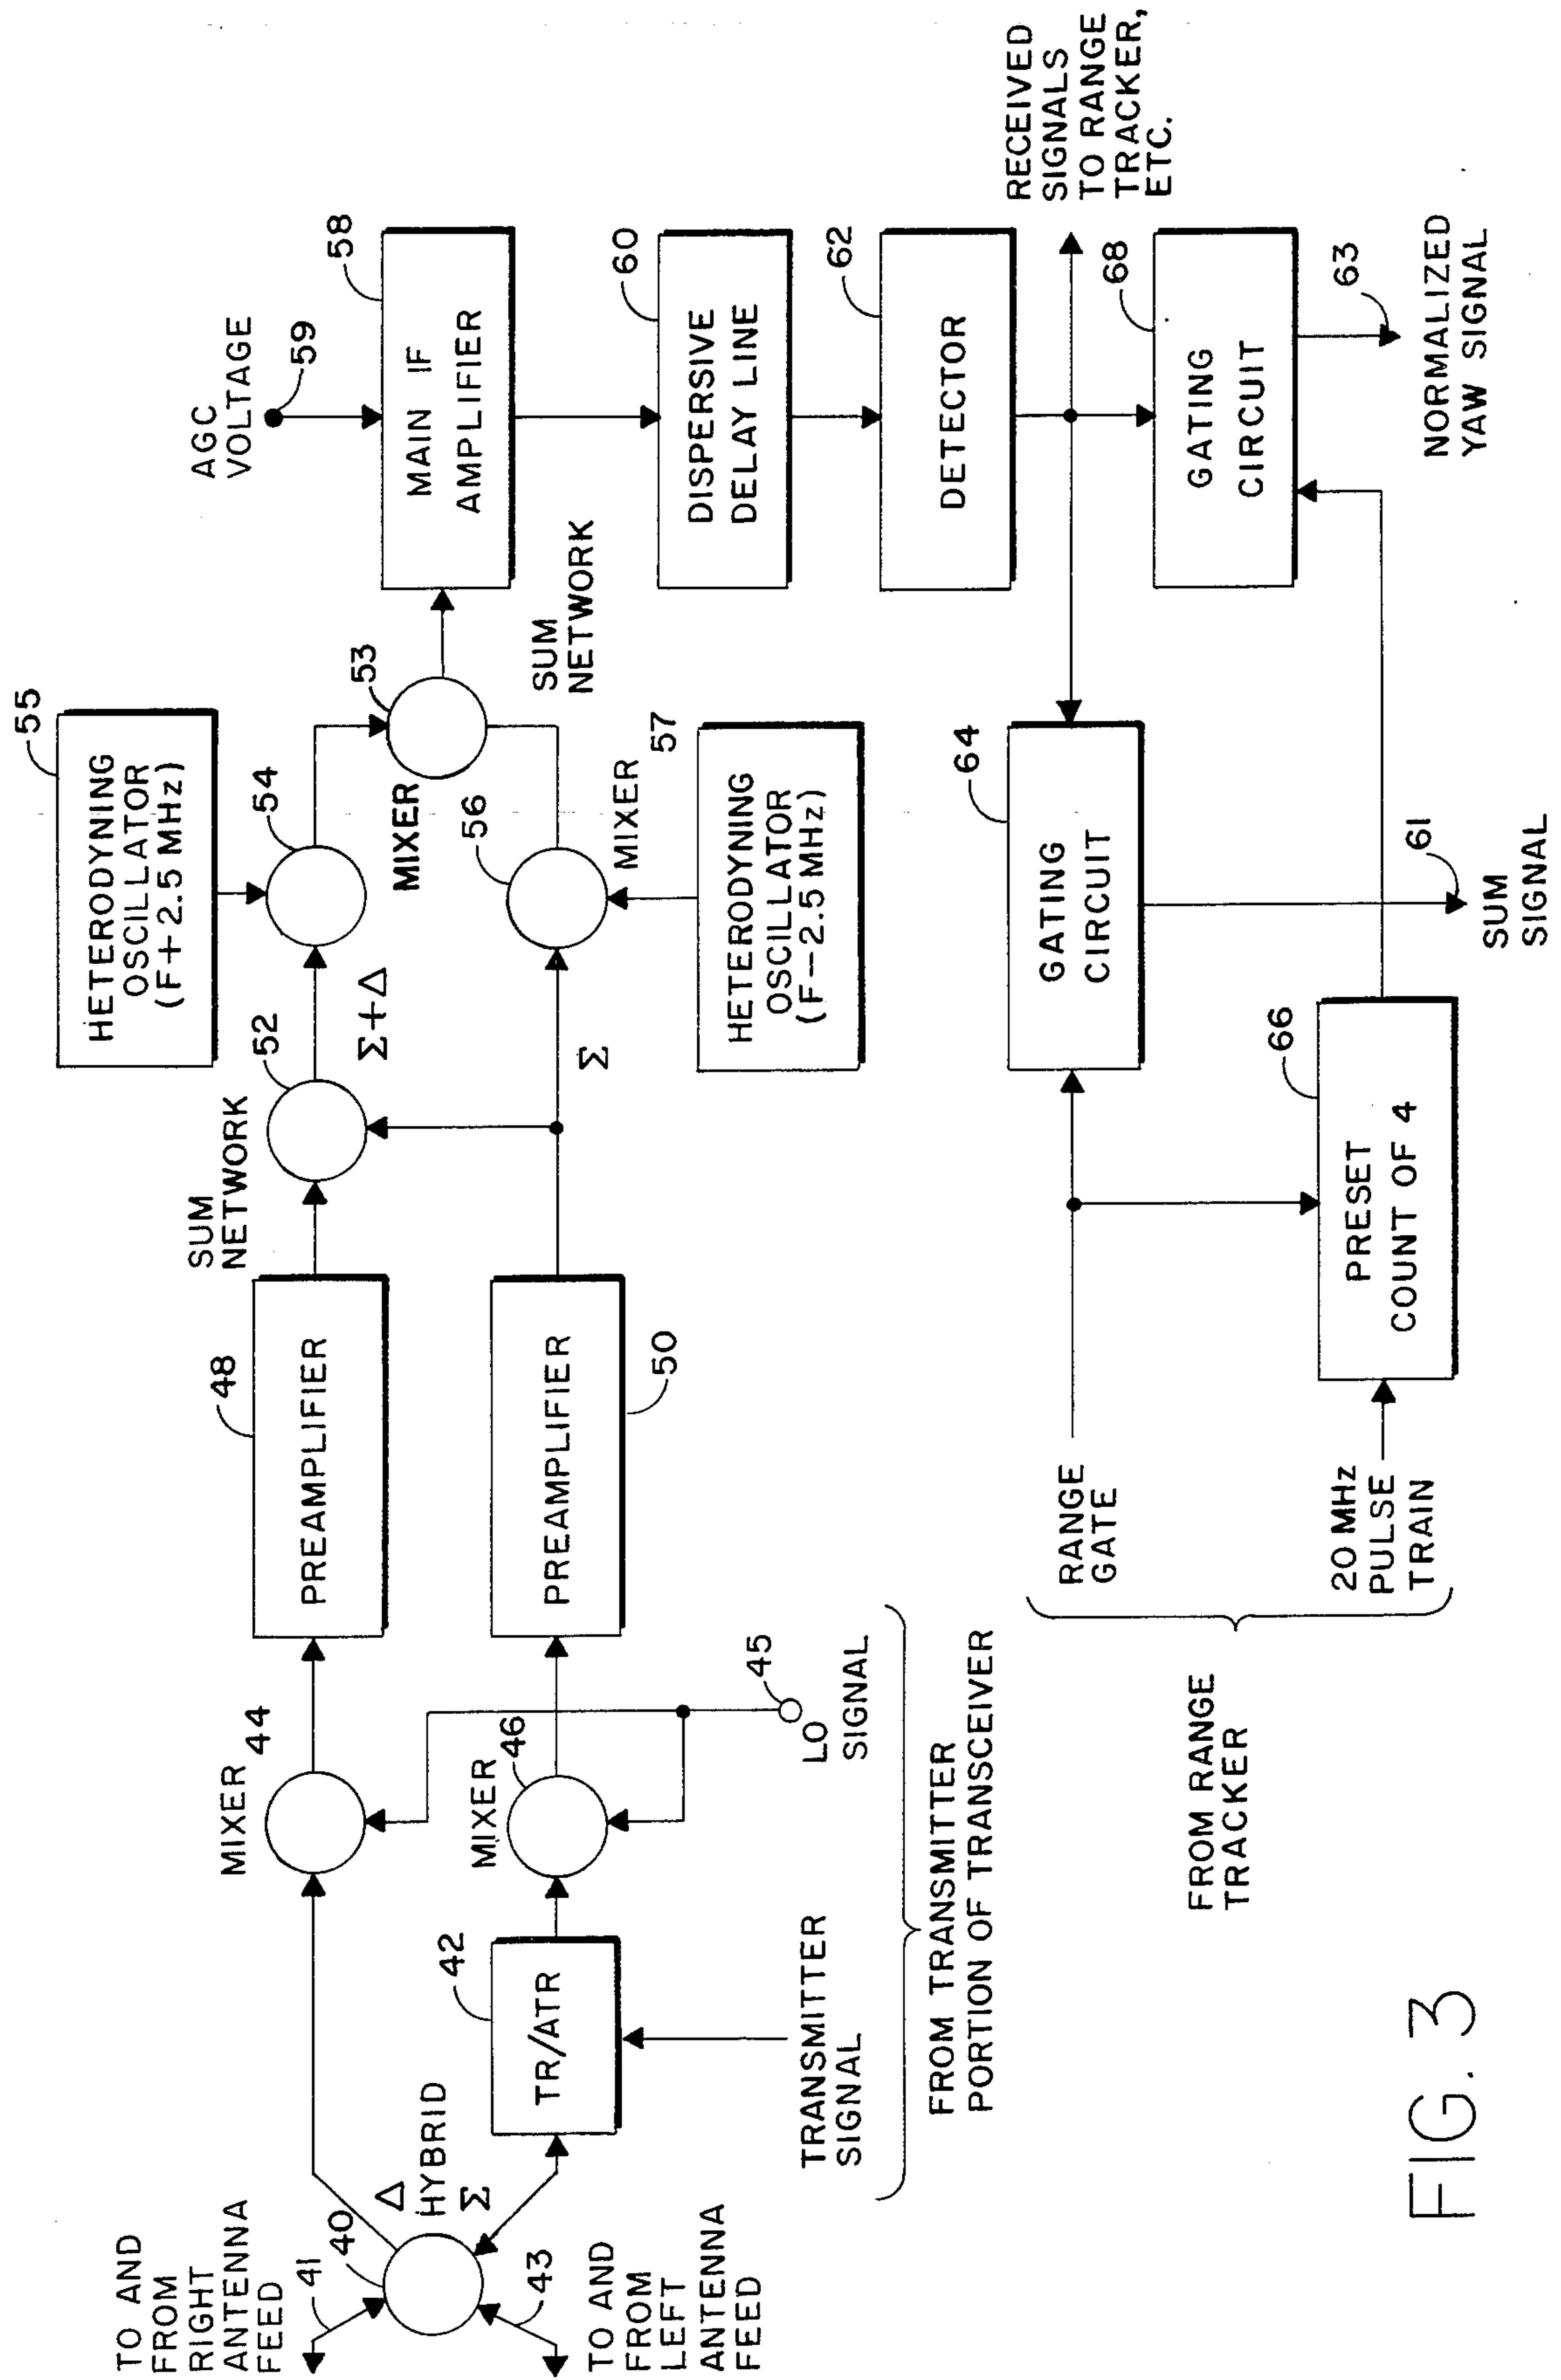 TO AND
FROM
RIGHT
ANTENNA
FEED
41
40
43
TO AND
FROM
LEFT
ANTENNA
FEED
Δ
HYBRID
Σ
42
TR/ATR
TRANSMITTER
SIGNAL
MIXER
44
MIXER
46
45
LO
SIGNAL
FROM TRANSMITTER
PORTION OF TRANSCEIVER
48
PREAMPLIFIER
PREAMPLIFIER
50
SUM
NETWORK
52
Σ+Δ
Σ
55
HETERODYNING
OSCILLATOR
(F+2.5 MHz)
54
MIXER
56
MIXER
57
HETERODYNING
OSCILLATOR
(F−2.5 MHz)
53
SUM
NETWORK
AGC
VOLTAGE
59
58
MAIN IF
AMPLIFIER
60
DISPERSIVE
DELAY LINE
62
DETECTOR
RECEIVED
SIGNALS
TO RANGE
TRACKER,
ETC.
68
GATING
CIRCUIT
63
NORMALIZED
YAW SIGNAL
64
GATING
CIRCUIT
61
SUM
SIGNAL
66
PRESET
COUNT OF 4
RANGE
GATE
20 MHz
PULSE
TRAIN
FROM RANGE
TRACKER
FIG. 3